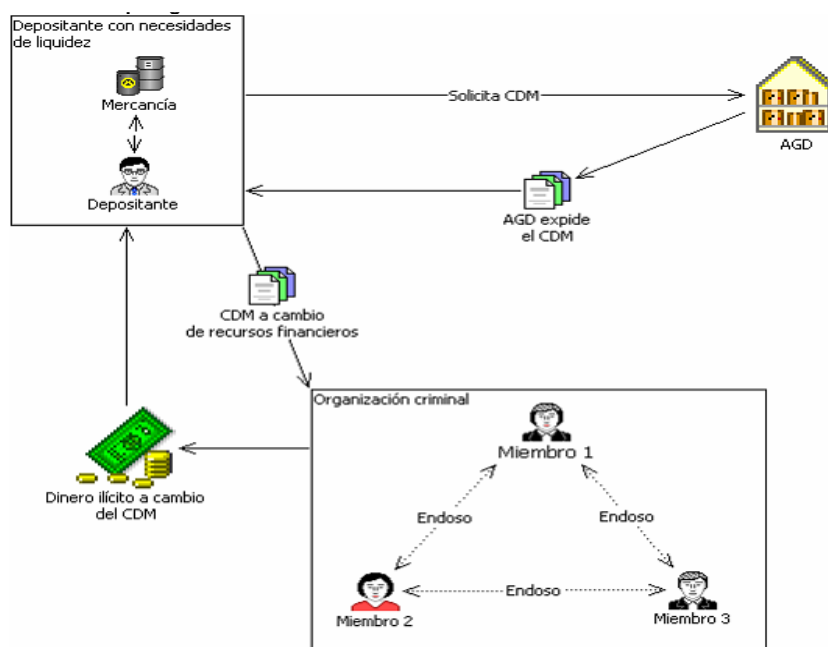 Depositante con necesidades
de liquidez
Mercancía
Depositante
Solicita CDM
AGD
AGD expide
el CDM
CDM a cambio
de recursos financieros
Organización criminal
Miembro 1
Endoso
Endoso
Dinero ilícito a cambio
del CDM
Endoso
Miembro 2
Miembro 3